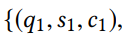 {(q₁, s₁, c₁),